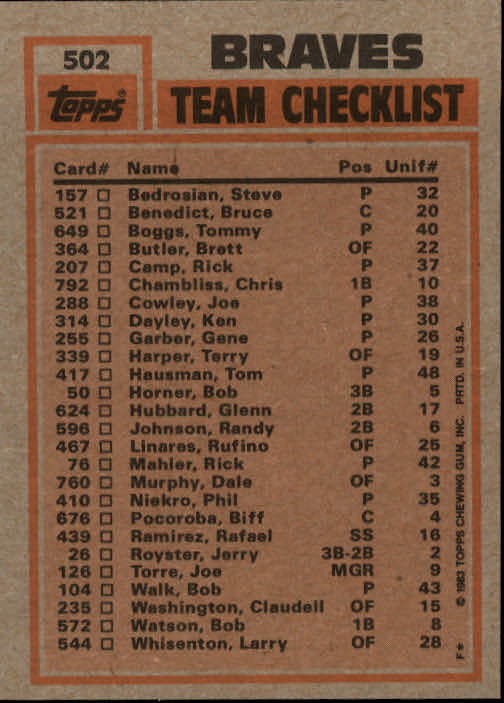 502
BRAVES
Topps®
TEAM CHECKLIST
Card# Name Pos Unif#
157 Bedrosian, Steve P 32
521 Benedict, Bruce C 20
649 Boggs, Tommy P 40
364 Butler, Brett OF 22
207 Camp, Rick P 37
792 Chambliss, Chris 1B 10
288 Cowley, Joe P 38
314 Dayley, Ken P 30
255 Garber, Gene P 26
339 Harper, Terry OF 19
417 Hausman, Tom P 48
50 Horner, Bob 3B 5
624 Hubbard, Glenn 2B 17
596 Johnson, Randy 2B 6
467 Linares, Rufino OF 25
76 Mahler, Rick P 42
760 Murphy, Dale OF 3
410 Niekro, Phil P 35
676 Pocoroba, Biff C 4
439 Ramirez, Rafael SS 16
26 Royster, Jerry 3B-2B 2
126 Torre, Joe MGR 9
104 Walk, Bob P 43
235 Washington, Claudell OF 15
572 Watson, Bob 1B 8
544 Whisenton, Larry OF 28
F* © 1983 TOPPS CHEWING GUM, INC. PRTD. IN U.S.A.